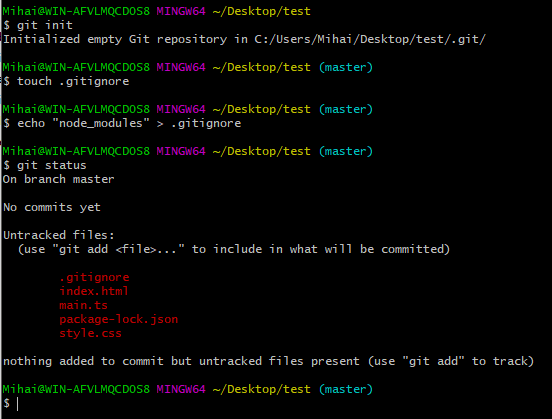 Mihai@WIN-AFVLMQCDOS8 MINGW64 ~/Desktop/test
$ git init
Initialized empty Git repository in C:/Users/Mihai/Desktop/test/.git/
Mihai@WIN-AFVLMQCDOS8 MINGW64 ~/Desktop/test (master)
$ touch .gitignore
Mihai@WIN-AFVLMQCDOS8 MINGW64 ~/Desktop/test (master)
$ echo "node_modules" > .gitignore
Mihai@WIN-AFVLMQCDOS8 MINGW64 ~/Desktop/test (master)
$ git status
On branch master
No commits yet
Untracked files:
  (use "git add <file>..." to include in what will be committed)
        .gitignore
        index.html
        main.ts
        package-lock.json
        style.css
nothing added to commit but untracked files present (use "git add" to track)
Mihai@WIN-AFVLMQCDOS8 MINGW64 ~/Desktop/test (master)
$